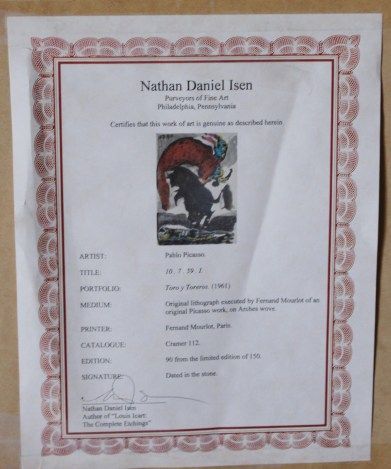 Nathan Daniel Isen
Purveyors of Fine Art
Philadelphia, Pennsylvania
Certifies that this work of art is genuine as described herein
ARTIST: Pablo Picasso.
TITLE: 10. 7. 59. I.
PORTFOLIO: Toro y Toreros. (1961)
MEDIUM: Original lithograph executed by Fernand Mourlot of an
original Picasso work, on Arches wove.
PRINTER: Fernand Mourlot, Paris.
CATALOGUE: Cramer 112.
EDITION: 90 from the limited edition of 150.
SIGNATURE: Dated in the stone.
Nathan Daniel Isen
Author of "Louis Icart:
The Complete Etchings"